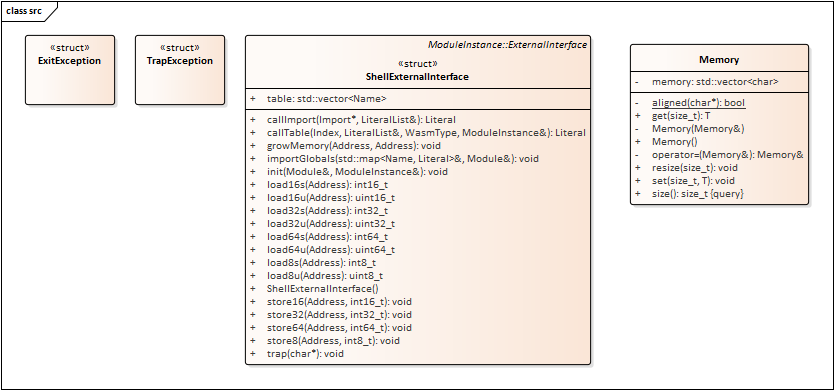 class src
«struct»
ExitException
«struct»
TrapException
ModuleInstance::ExternalInterface
«struct»
ShellExternalInterface
+ table: std::vector<Name>
+ callImport(Import*, LiteralList&): Literal
+ callTable(Index, LiteralList&, WasmType, ModuleInstance&): Literal
+ growMemory(Address, Address): void
+ importGlobals(std::map<Name, Literal>&, Module&): void
+ init(Module&, ModuleInstance&): void
+ load16s(Address): int16_t
+ load16u(Address): uint16_t
+ load32s(Address): int32_t
+ load32u(Address): uint32_t
+ load64s(Address): int64_t
+ load64u(Address): uint64_t
+ load8s(Address): int8_t
+ load8u(Address): uint8_t
+ ShellExternalInterface()
+ store16(Address, int16_t): void
+ store32(Address, int32_t): void
+ store64(Address, int64_t): void
+ store8(Address, int8_t): void
+ trap(char*): void
Memory
- memory: std::vector<char>
- aligned(char*): bool
+ get(size_t): T
- Memory(Memory&)
+ Memory()
- operator=(Memory&): Memory&
+ resize(size_t): void
+ set(size_t, T): void
+ size(): size_t {query}